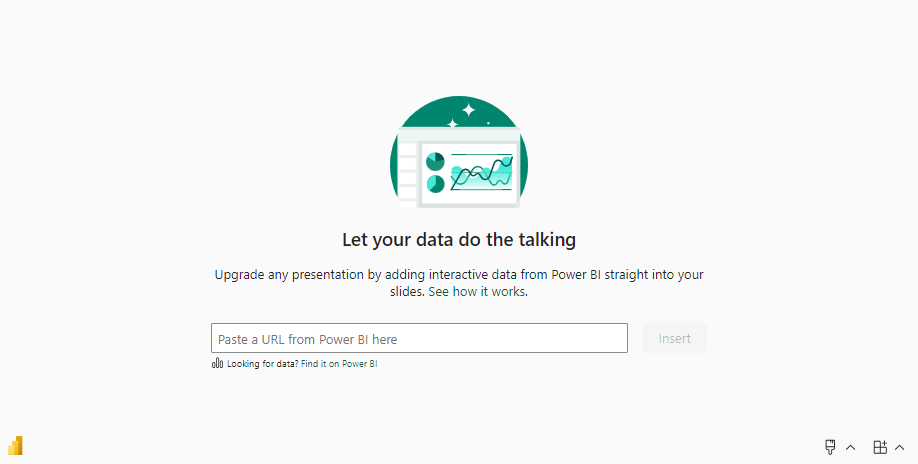 Let your data do the talking
Upgrade any presentation by adding interactive data from Power BI straight into your
slides. See how it works.
Paste a URL from Power BI here
Insert
Looking for data? Find it on Power BI